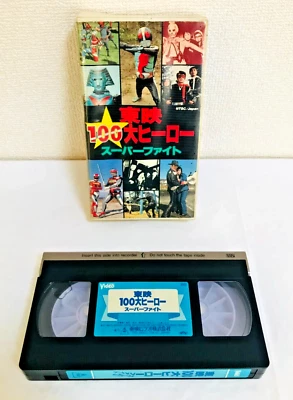 NTSC-Japan
東映
100大ヒーロー
スーパーファイト
Insert this side into recorder
Do not touch the tape inside
VIDEO
東映
100大ヒーロー
スーパーファイト
東映100大ヒーロー